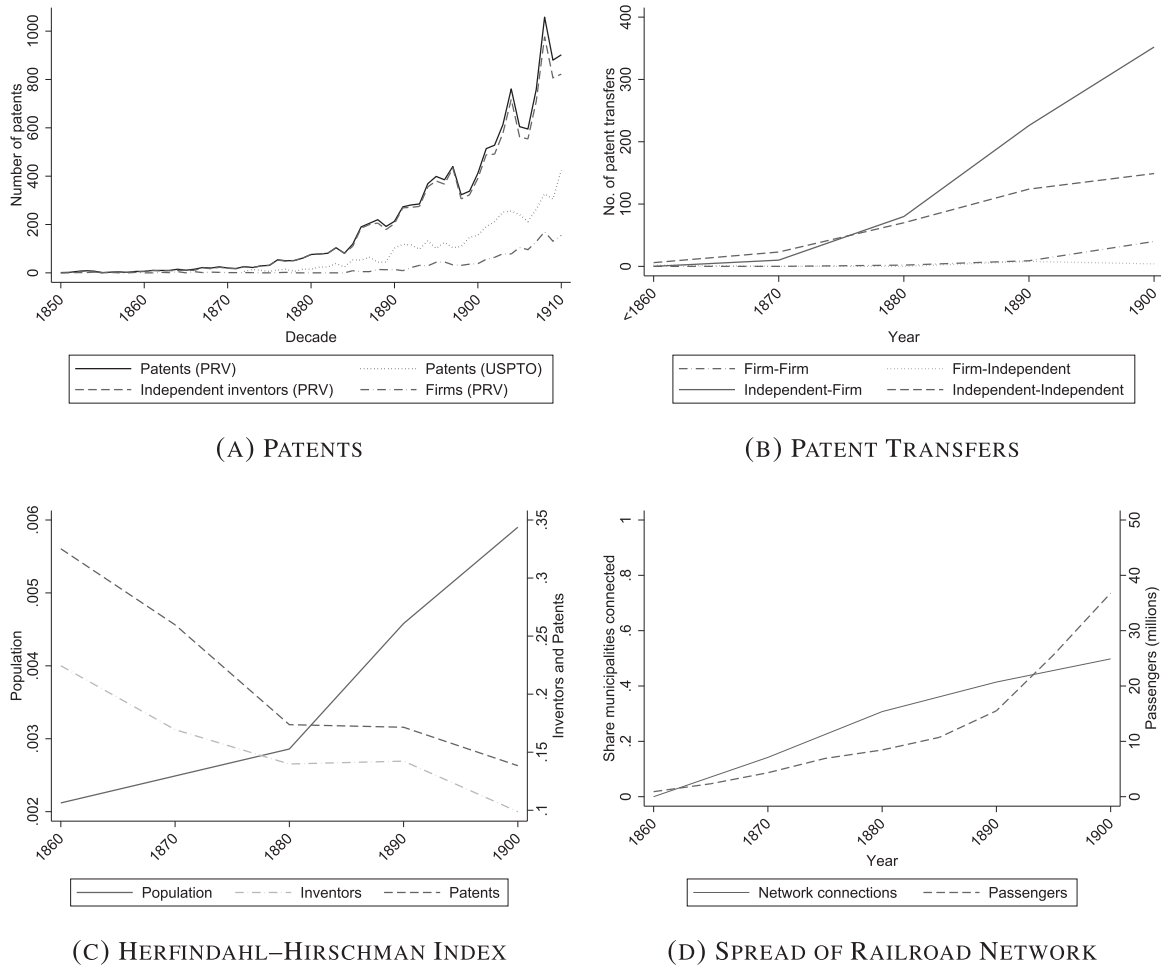 Number of patents
0 200 400 600 800 1000
1850 1860 1870 1880 1890 1900 1910
Decade
Patents (PRV) Patents (USPTO)
Independent inventors (PRV) Firms (PRV)
(A) PATENTS
No. of patent transfers
0 100 200 300 400
<1860 1870 1880 1890 1900
Year
Firm-Firm Firm-Independent
Independent-Firm Independent-Independent
(B) PATENT TRANSFERS
Population
.002 .003 .004 .005 .006
Inventors and Patents
.1 .15 .2 .25 .3 .35
1860 1870 1880 1890 1900
Population Inventors Patents
(C) HERFINDAHL–HIRSCHMAN INDEX
Share municipalities connected
0 .2 .4 .6 .8 1
Passengers (millions)
0 10 20 30 40 50
1860 1870 1880 1890 1900
Year
Network connections Passengers
(D) SPREAD OF RAILROAD NETWORK